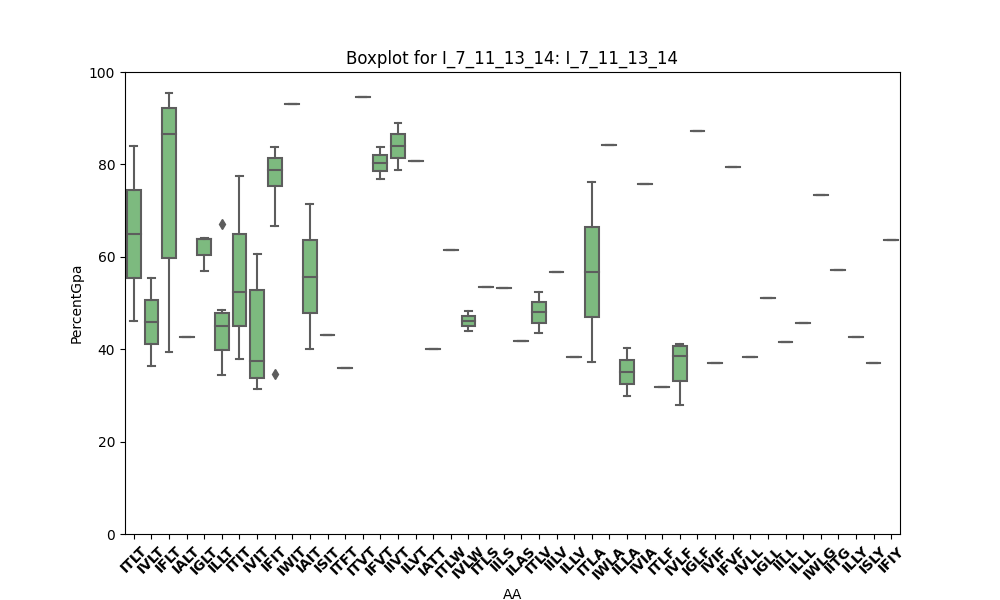 Boxplot for I_7_11_13_14: I_7_11_13_14
PercentGpa
100
80
60
40
20
0
ITLT IVLT IFLT IALT IGLT ILLT ITIT IVIT IFIT IWIT IAIT ISIT ITFT ITVT IFVT IIVT ILVT IATT ITLW IVLW ITLS IILS ILAS ITLV IILV ILLV ITLA IWLA ILLA IVIA ITLF IVLF IGLF IVIF IFVF IVLL IGLL IILL ILLL IWLG IITG ILLY ISLY IFIY
AA